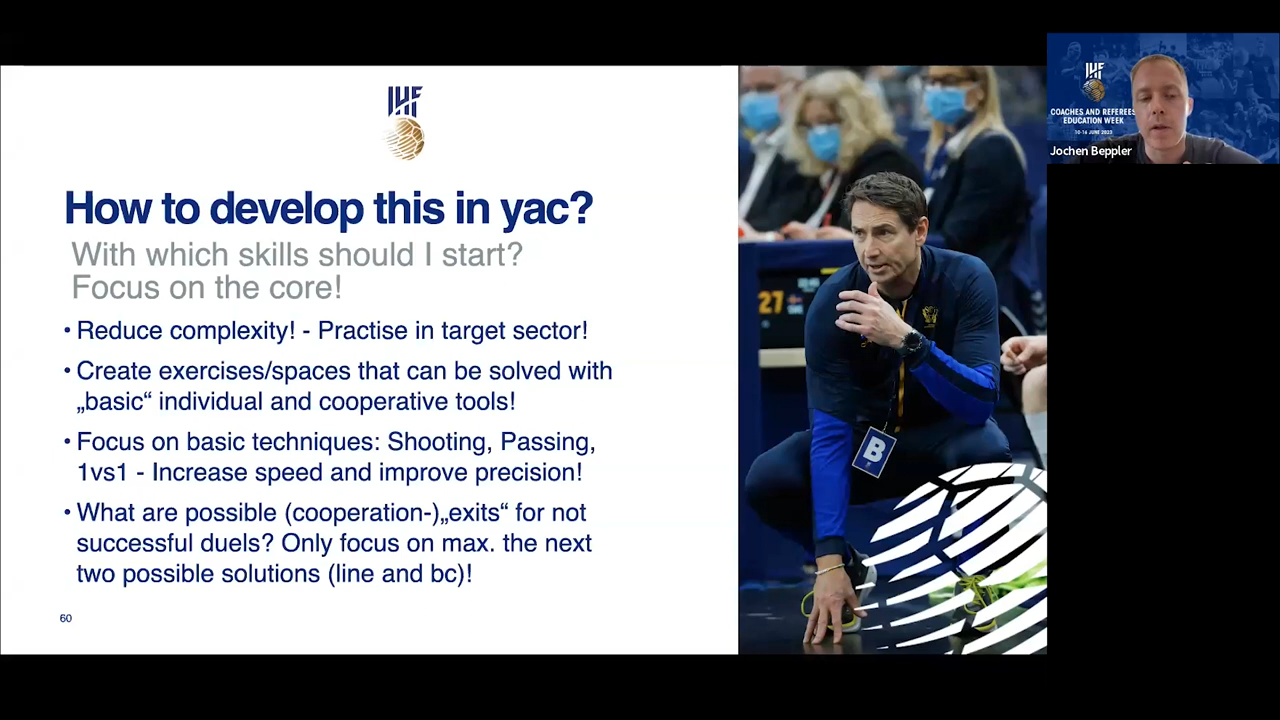 IHF
How to develop this in yac?
With which skills should I start?
Focus on the core!
• Reduce complexity! - Practise in target sector!
• Create exercises/spaces that can be solved with
„basic“ individual and cooperative tools!
• Focus on basic techniques: Shooting, Passing,
1vs1 - Increase speed and improve precision!
• What are possible (cooperation-)„exits“ for not
successful duels? Only focus on max. the next
two possible solutions (line and bc)!
60
27
B
IHF
COACHES AND REFEREES
EDUCATION WEEK
10-16 JUNE 2023
Jochen Beppler